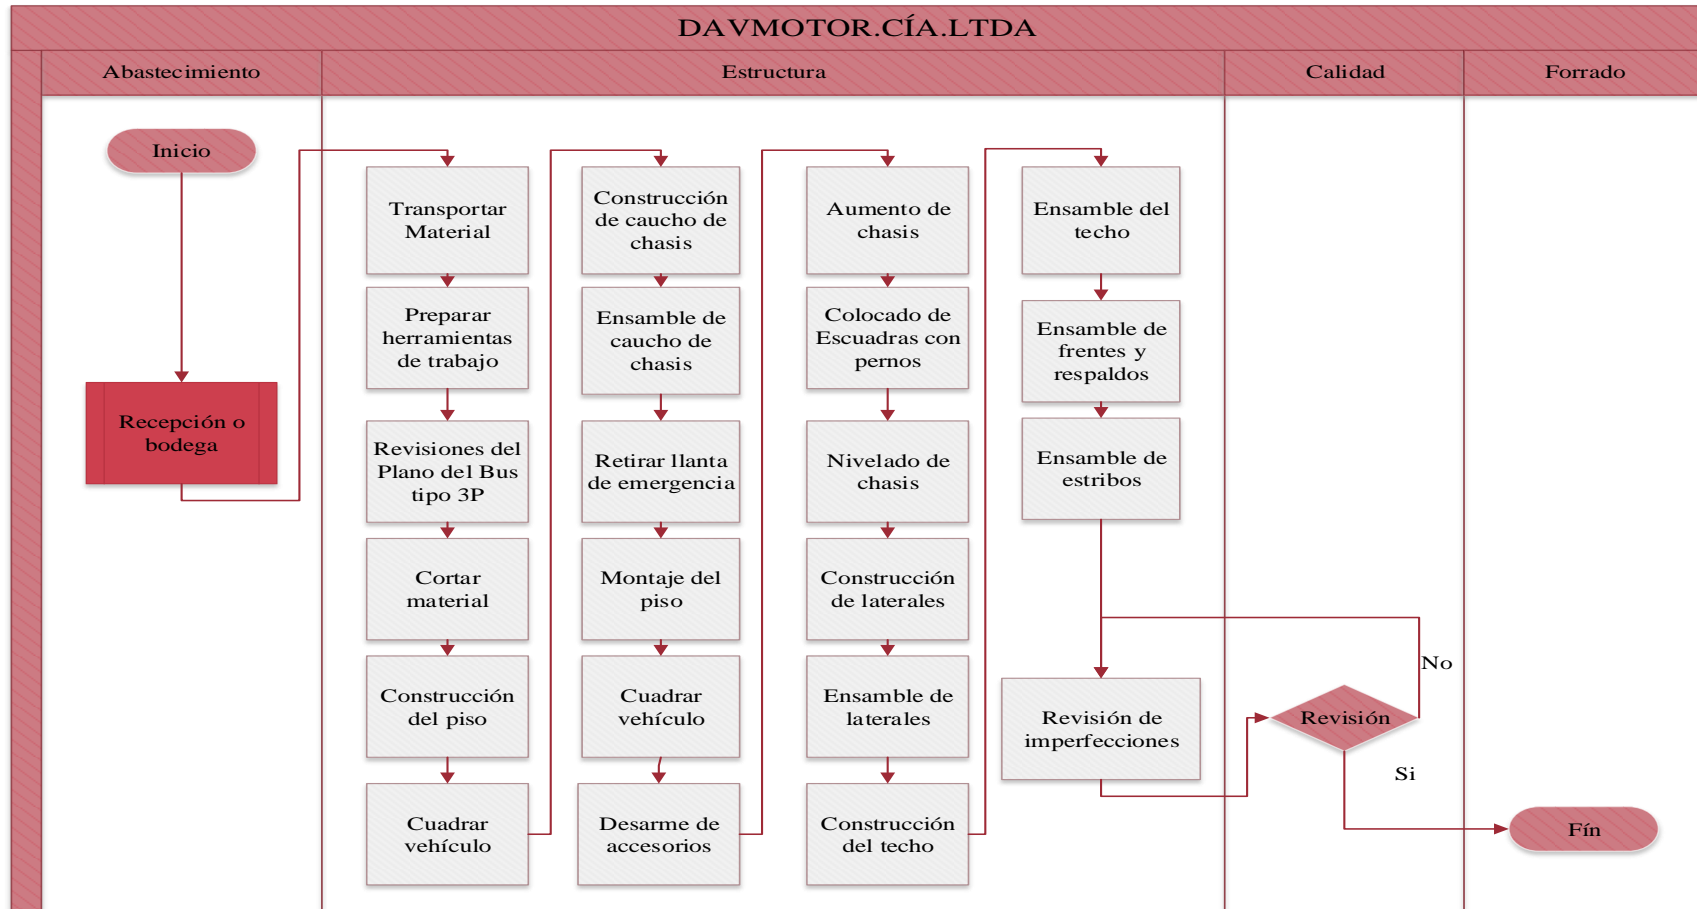 DAVMOTOR.CÍA.LTDA
Abastecimiento
Estructura
Calidad
Forrado
Inicio
Recepción o
bodega
Transportar
Material
Preparar
herramientas
de trabajo
Revisiones del
Plano del Bus
tipo 3P
Cortar
material
Construcción
del piso
Cuadrar
vehículo
Construcción
de caucho de
chasis
Ensamble de
caucho de
chasis
Retirar llanta
de emergencia
Montaje del
piso
Cuadrar
vehículo
Desarme de
accesorios
Aumento de
chasis
Colocado de
Escuadras con
pernos
Nivelado de
chasis
Construcción
de laterales
Ensamble de
laterales
Construcción
del techo
Ensamble del
techo
Ensamble de
frentes y
respaldos
Ensamble de
estribos
Revisión de
imperfecciones
Revisión
No
Si
Fín